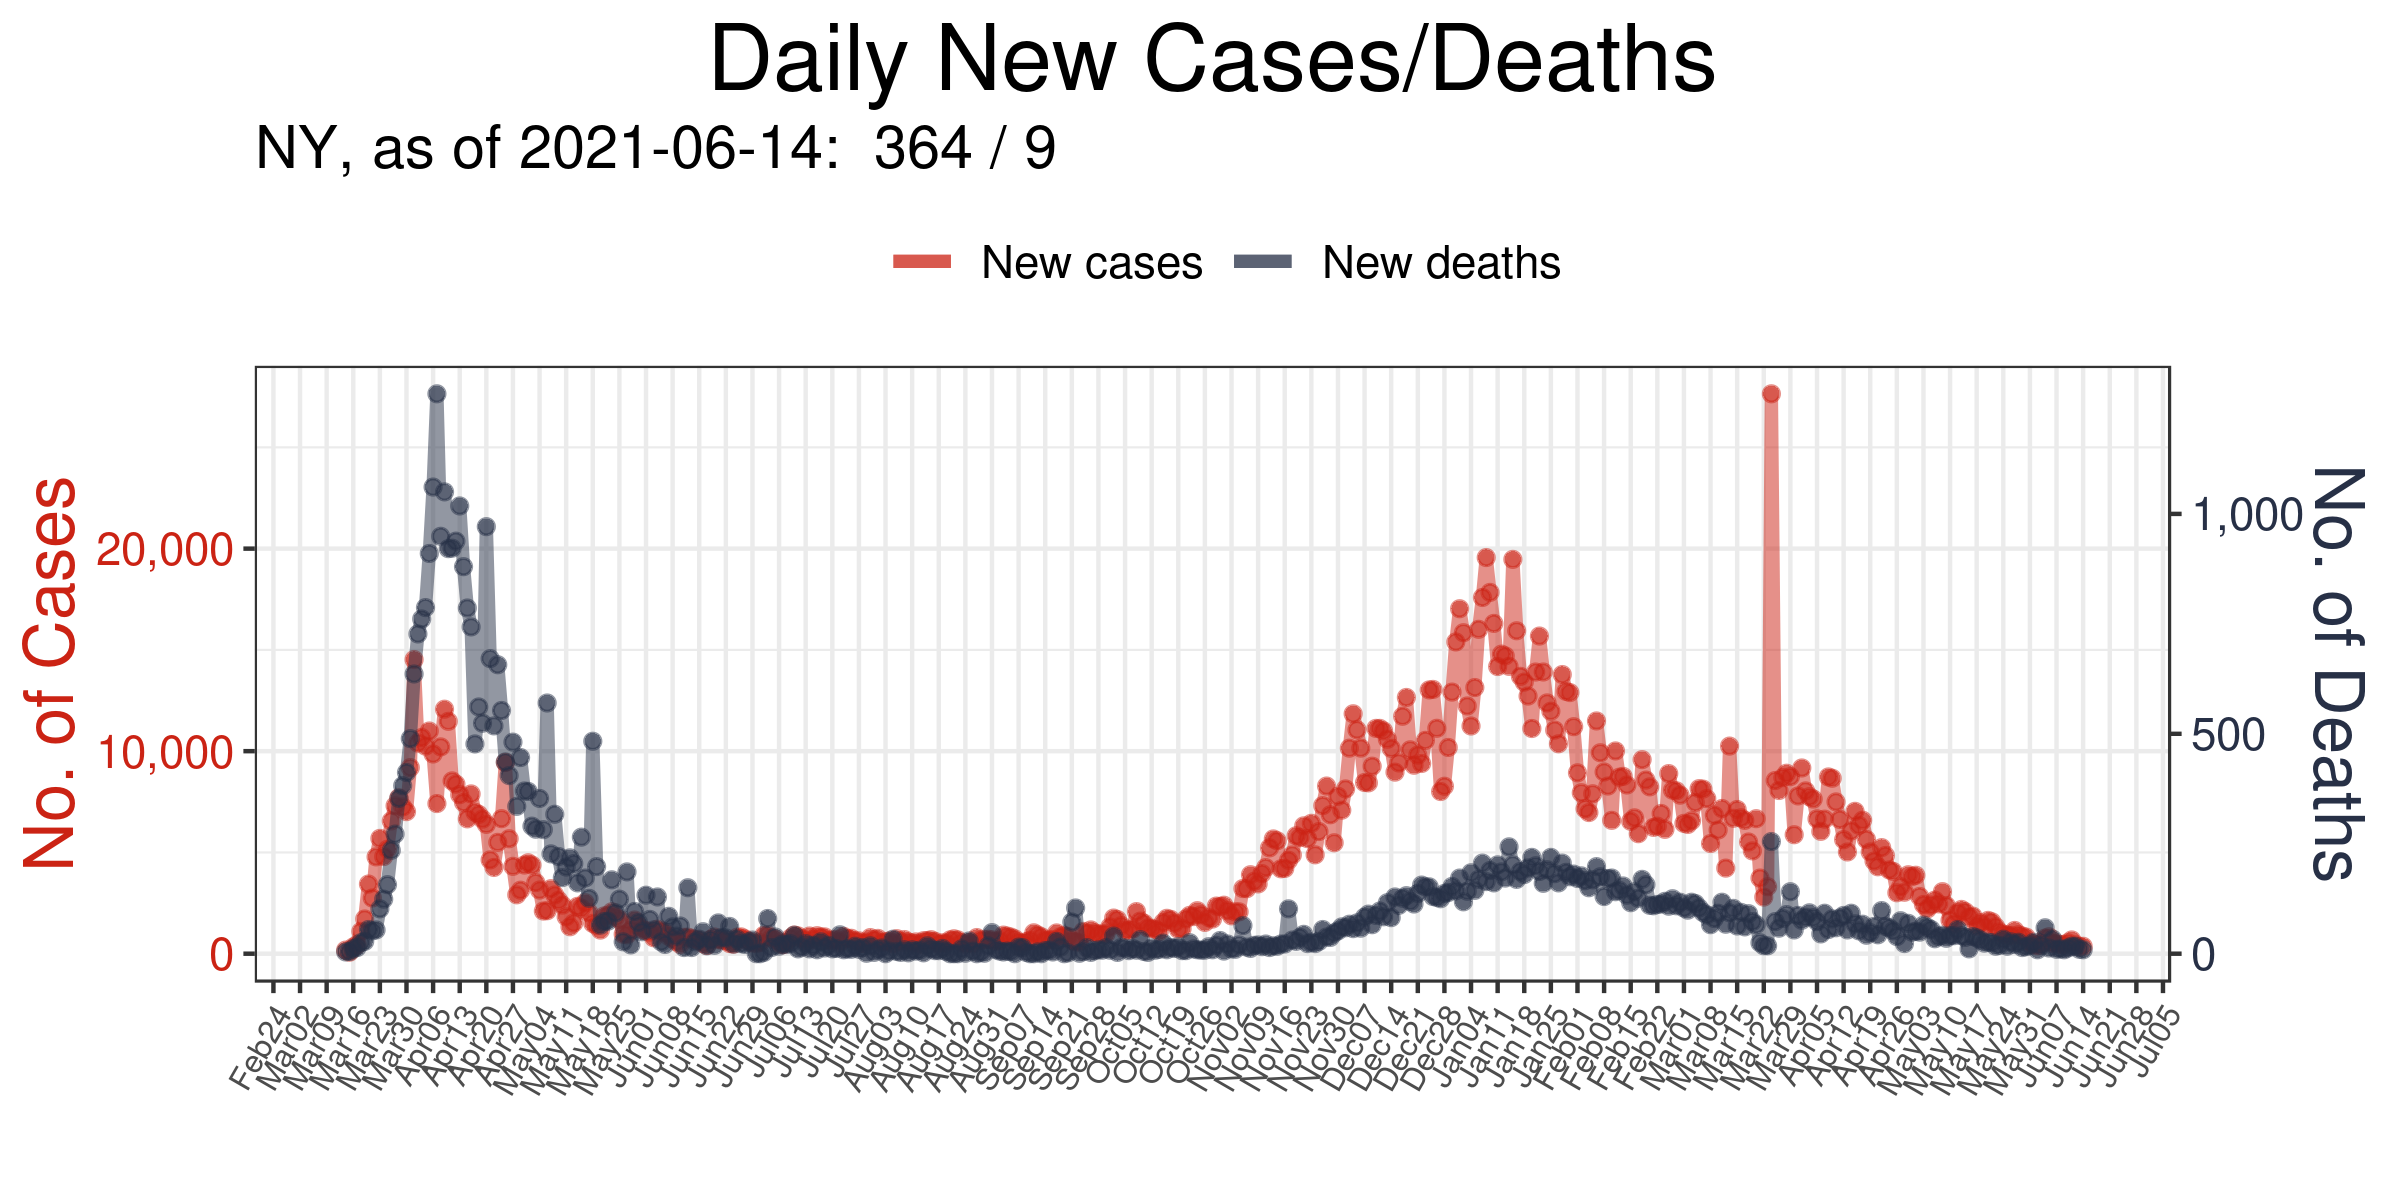 Daily New Cases/Deaths
NY, as of 2021-06-14:  364 / 9
New cases
New deaths
No. of Cases
20,000
10,000
0
1,000
500
0
No. of Deaths
Feb24
Mar02
Mar09
Mar16
Mar23
Mar30
Apr06
Apr13
Apr20
Apr27
May04
May11
May18
May25
Jun01
Jun08
Jun15
Jun22
Jun29
Jul06
Jul13
Jul20
Jul27
Aug03
Aug10
Aug17
Aug24
Aug31
Sep07
Sep14
Sep21
Sep28
Oct05
Oct12
Oct19
Oct26
Nov02
Nov09
Nov16
Nov23
Nov30
Dec07
Dec14
Dec21
Dec28
Jan04
Jan11
Jan18
Jan25
Feb01
Feb08
Feb15
Feb22
Mar01
Mar08
Mar15
Mar22
Mar29
Apr05
Apr12
Apr19
Apr26
May03
May10
May17
May24
May31
Jun07
Jun14
Jun21
Jun28
Jul05